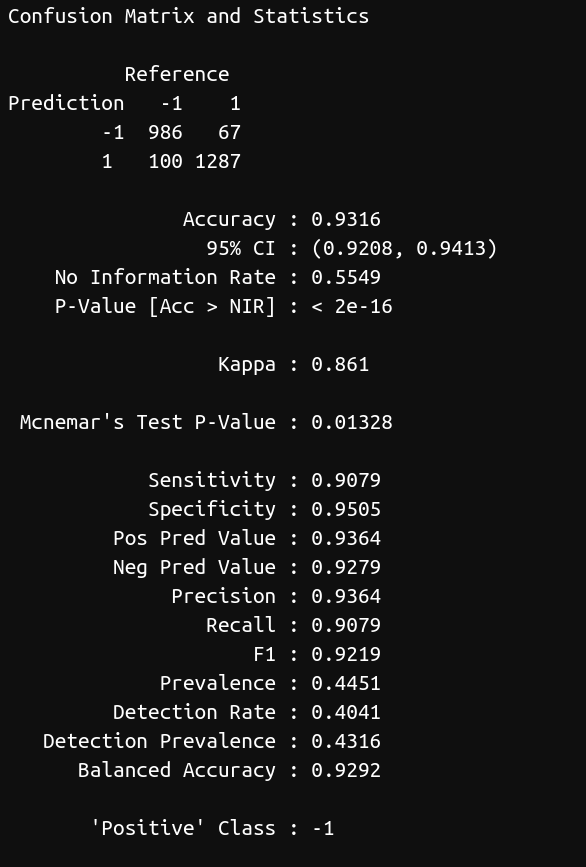 Confusion Matrix and Statistics
Reference
Prediction -1 1
-1 986 67
1 100 1287
Accuracy : 0.9316
95% CI : (0.9208, 0.9413)
No Information Rate : 0.5549
P-Value [Acc > NIR] : < 2e-16
Kappa : 0.861
Mcnemar's Test P-Value : 0.01328
Sensitivity : 0.9079
Specificity : 0.9505
Pos Pred Value : 0.9364
Neg Pred Value : 0.9279
Precision : 0.9364
Recall : 0.9079
F1 : 0.9219
Prevalence : 0.4451
Detection Rate : 0.4041
Detection Prevalence : 0.4316
Balanced Accuracy : 0.9292
'Positive' Class : -1